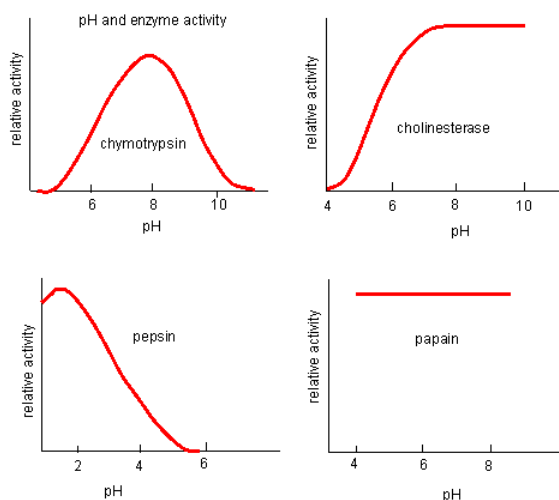 pH and enzyme activity
relative activity
chymotrypsin
6 8 10
pH
relative activity
cholinesterase
4 6 8 10
pH
relative activity
pepsin
2 4 6
pH
relative activity
papain
4 6 8
pH